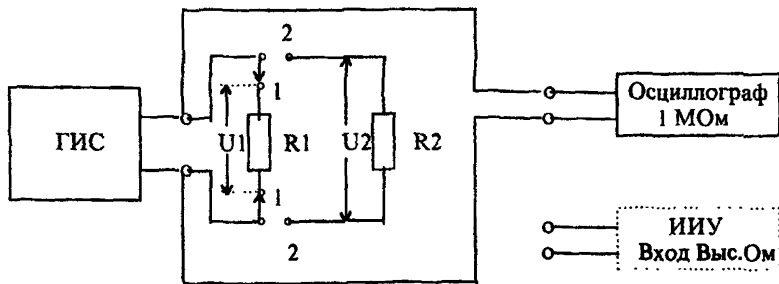 2
1
ГИС
U1
R1
U2
R2
1
2
Осциллограф
1 МОм
ИИУ
Вход Выс.Ом